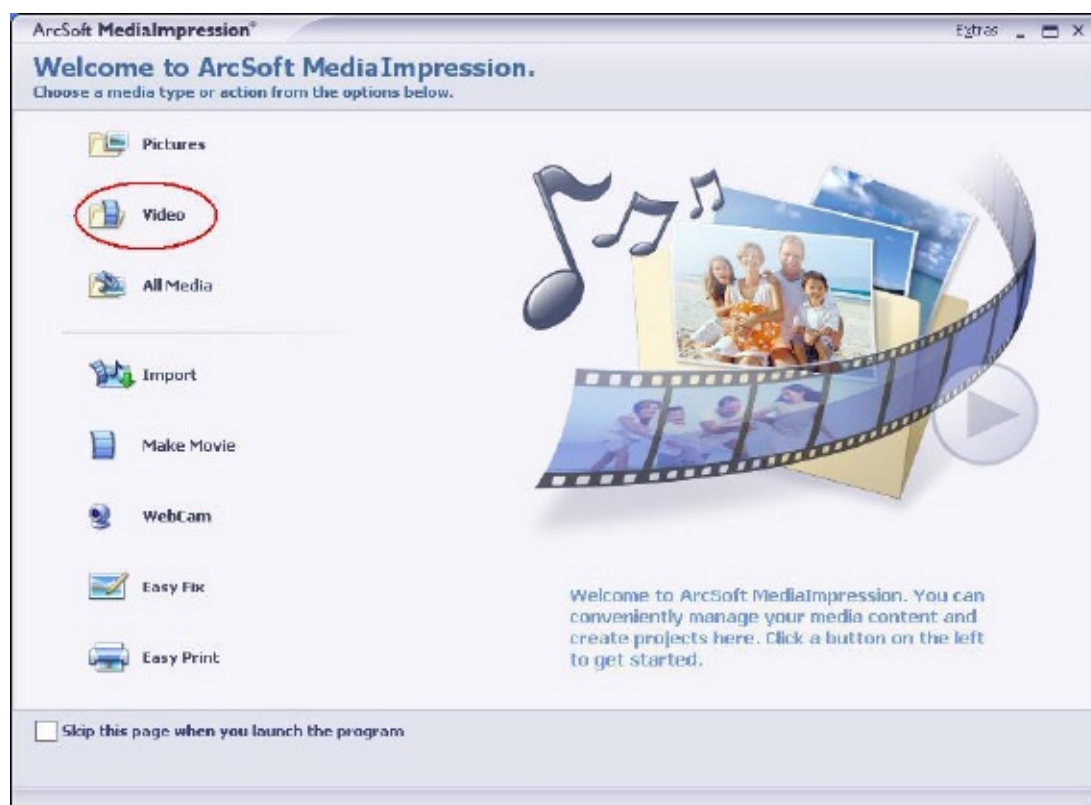 ArcSoft MediaImpression®
Extras
Welcome to ArcSoft MediaImpression.
Choose a media type or action from the options below.
Pictures
Video
All Media
Import
Make Movie
WebCam
Easy Fix
Easy Print
Welcome to ArcSoft MediaImpression. You can
conveniently manage your media content and
create projects here. Click a button on the left
to get started.
Skip this page when you launch the program